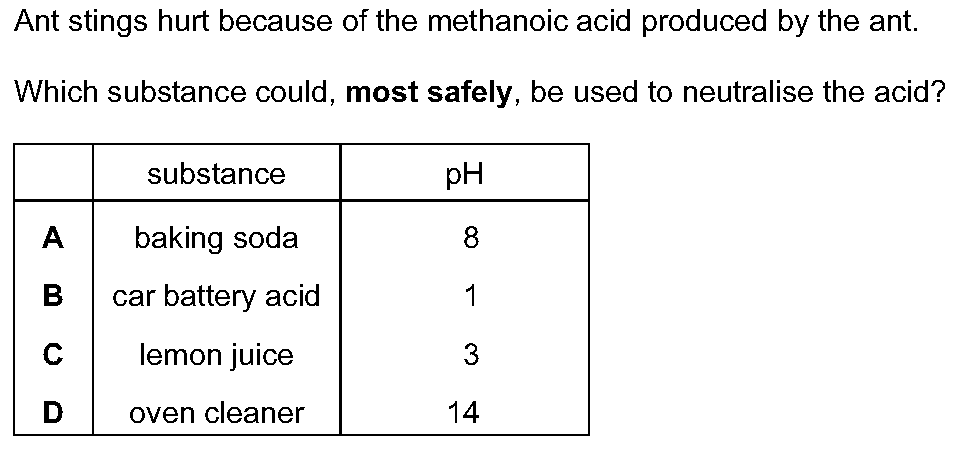 Ant stings hurt because of the methanoic acid produced by the ant.
Which substance could, most safely, be used to neutralise the acid?
substance pH
A baking soda 8
B car battery acid 1
C lemon juice 3
D oven cleaner 14